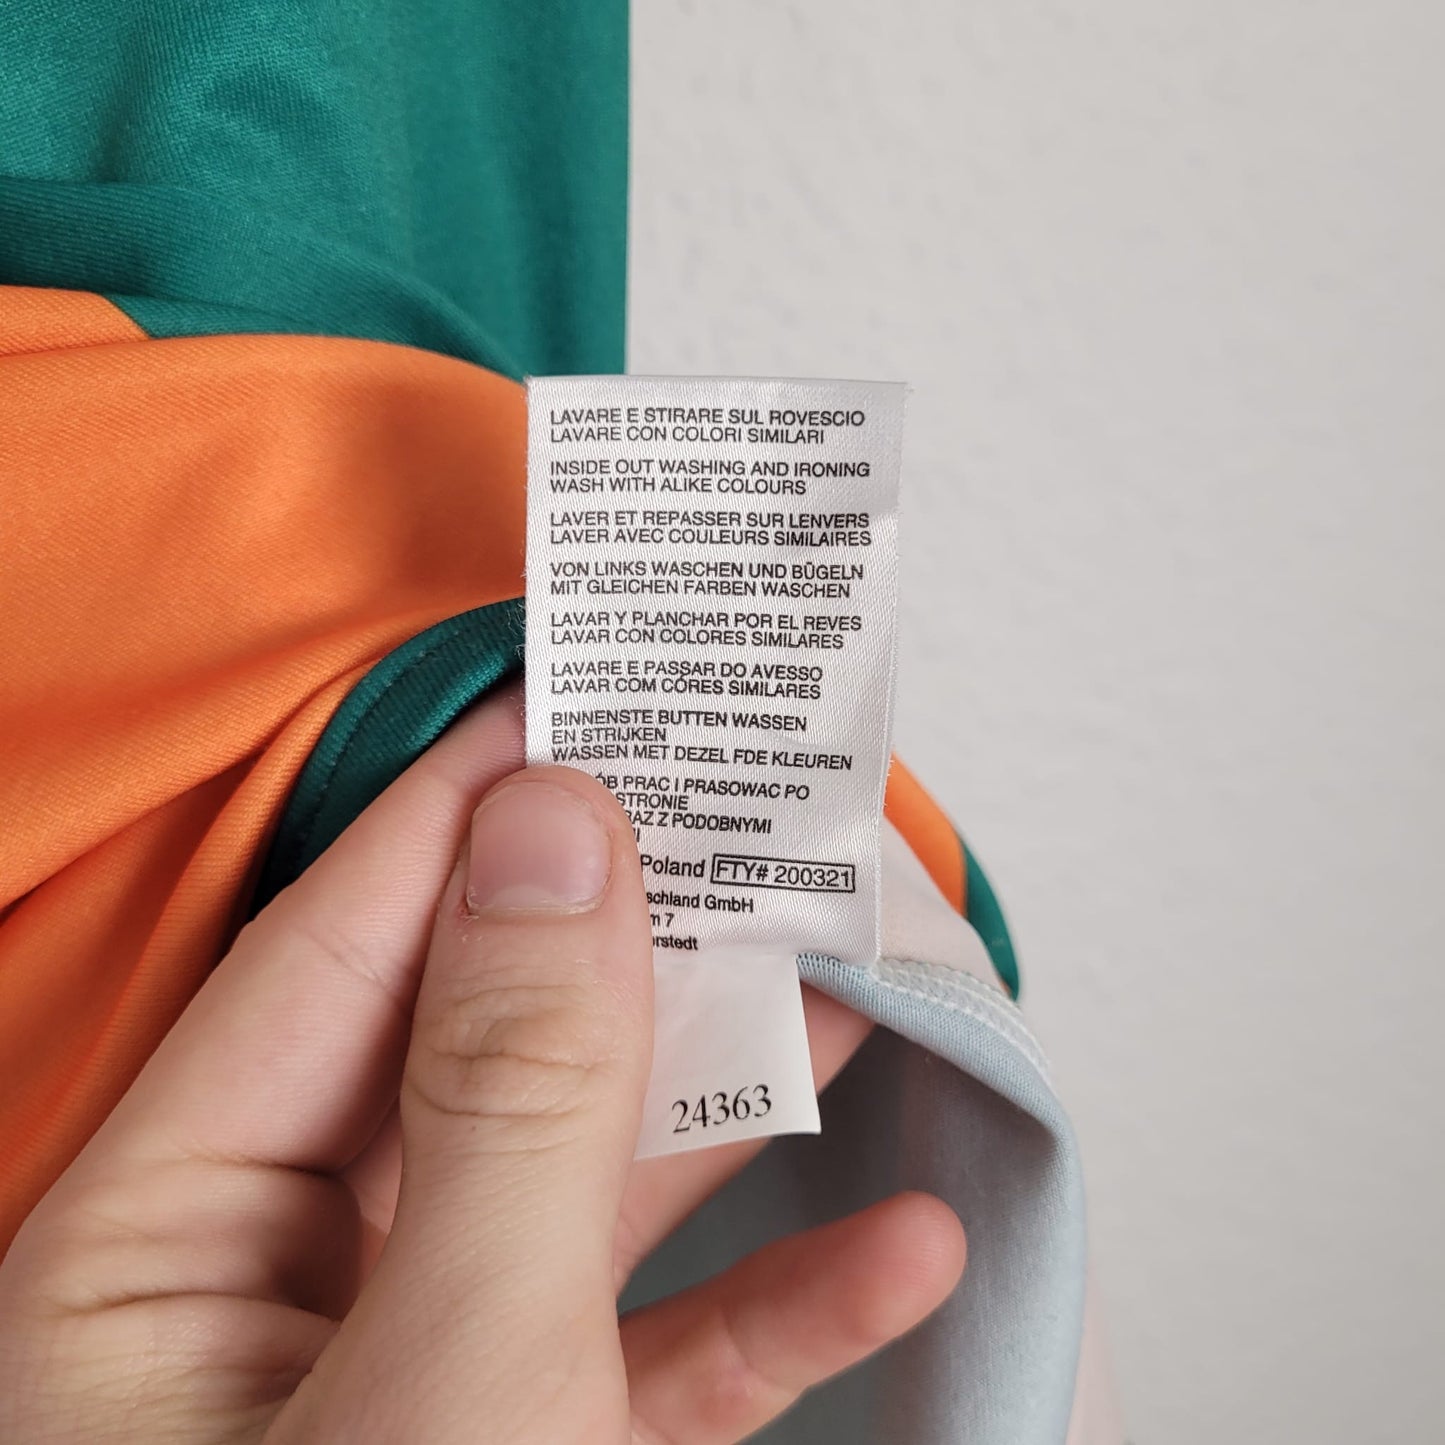 LAVARE E STIRARE SUL ROVESCIO
LAVARE CON COLORI SIMILARI
INSIDE OUT WASHING AND IRONING
WASH WITH ALIKE COLOURS
LAVER ET REPASSER SUR LENVERS
LAVER AVEC COULEURS SIMILAIRES
VON LINKS WASCHEN UND BÜGELN
MIT GLEICHEN FARBEN WASCHEN
LAVAR Y PLANCHAR POR EL REVES
LAVAR CON COLORES SIMILARES
LAVARE E PASSAR DO AVESSO
LAVAR COM CÓRES SIMILARES
BINNENSTE BUTTEN WASSEN
EN STRIJKEN
WASSEN MET DEZEL FDE KLEUREN
PRAC I PRASOWAC PO
STRONIE
Z PODOBNYMI
Poland FTY# 200321
GmbH
7
24363